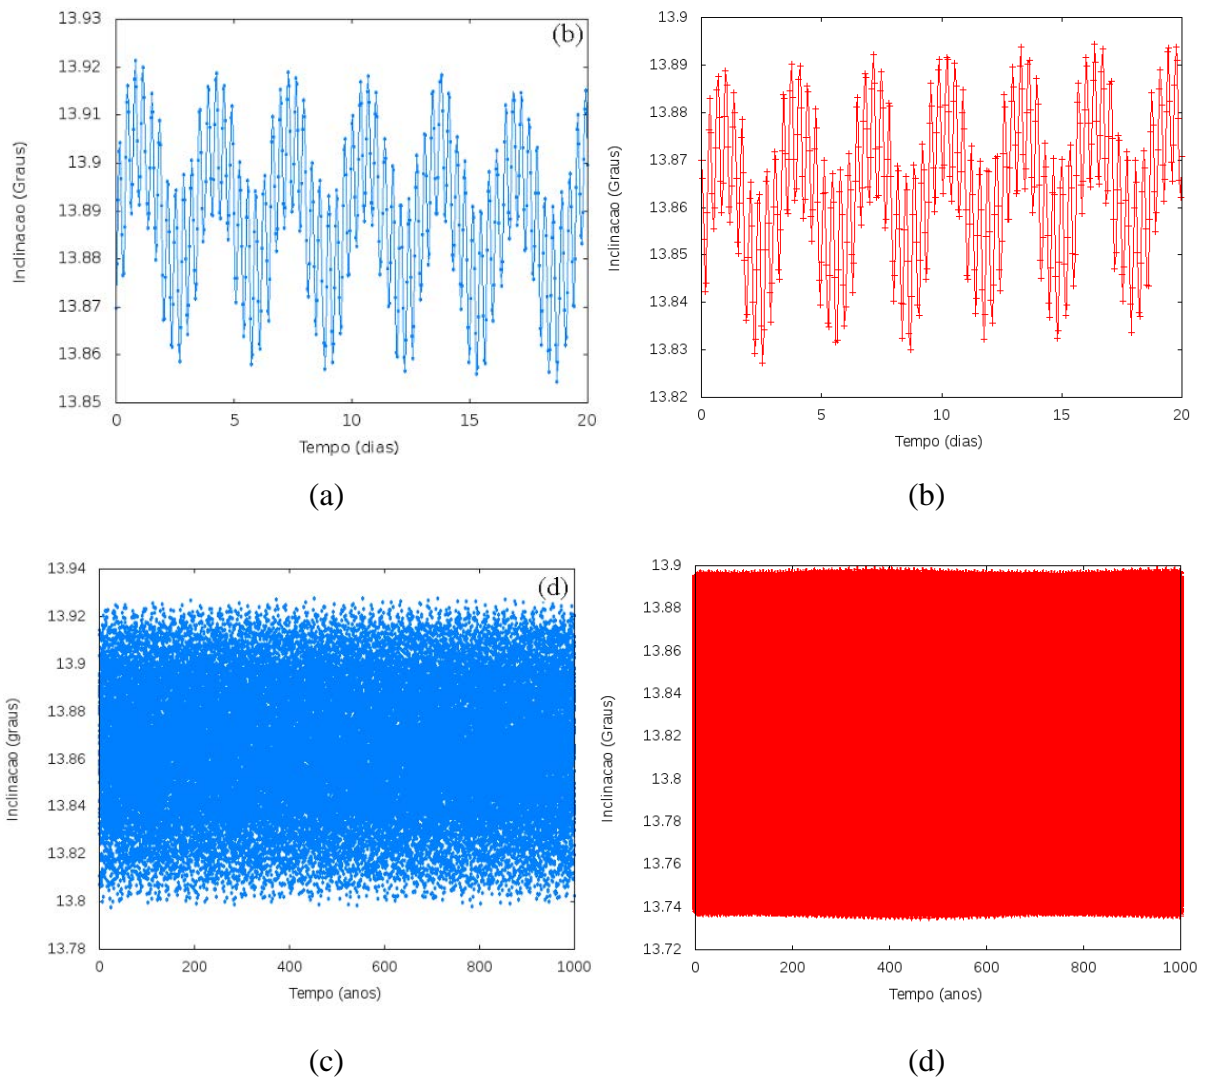 13.93
13.92
13.91
13.9
13.89
13.88
13.87
13.86
13.85
Inclinacao (Graus)
(b)
0 5 10 15 20
Tempo (dias)
(a)
13.9
13.89
13.88
13.87
13.86
13.85
13.84
13.83
13.82
Inclinacao (Graus)
0 5 10 15 20
Tempo (dias)
(b)
13.94
13.92
13.9
13.88
13.86
13.84
13.82
13.8
13.78
Inclinacao (graus)
(d)
0 200 400 600 800 1000
Tempo (anos)
(c)
13.9
13.88
13.86
13.84
13.82
13.8
13.78
13.76
13.74
13.72
Inclinacao (Graus)
0 200 400 600 800 1000
Tempo (anos)
(d)